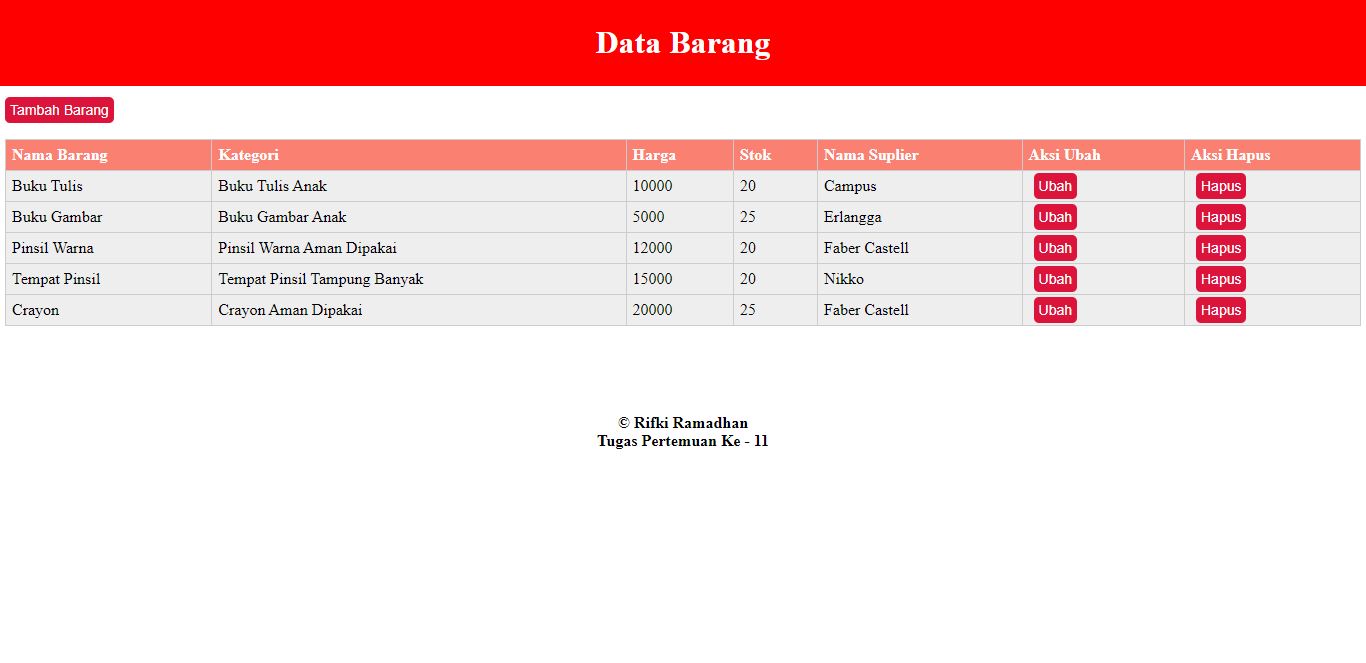 Data Barang
Tambah Barang
Nama Barang Kategori Harga Stok Nama Suplier Aksi Ubah Aksi Hapus
Buku Tulis Buku Tulis Anak 10000 20 Campus Ubah Hapus
Buku Gambar Buku Gambar Anak 5000 25 Erlangga Ubah Hapus
Pinsil Warna Pinsil Warna Aman Dipakai 12000 20 Faber Castell Ubah Hapus
Tempat Pinsil Tempat Pinsil Tampung Banyak 15000 20 Nikko Ubah Hapus
Crayon Crayon Aman Dipakai 20000 25 Faber Castell Ubah Hapus
© Rifki Ramadhan
Tugas Pertemuan Ke - 11